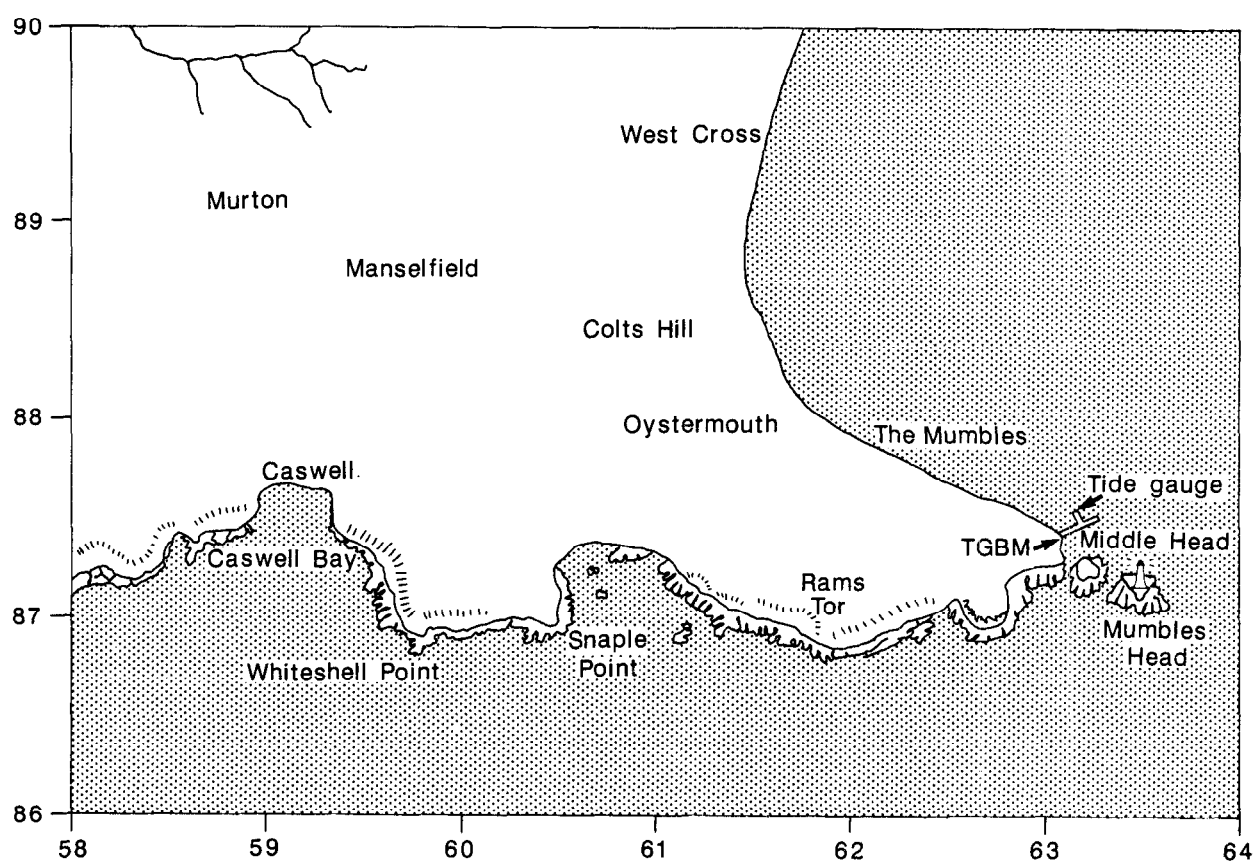 90
West Cross
Murton
89
Manselfield
Colts Hill
88
Oystermouth
The Mumbles
Caswell
Tide gauge
TGBM
Middle Head
Caswell Bay
Rams
Tor
87
Snaple
Point
Mumbles
Head
Whiteshell Point
86
58
59
60
61
62
63
64